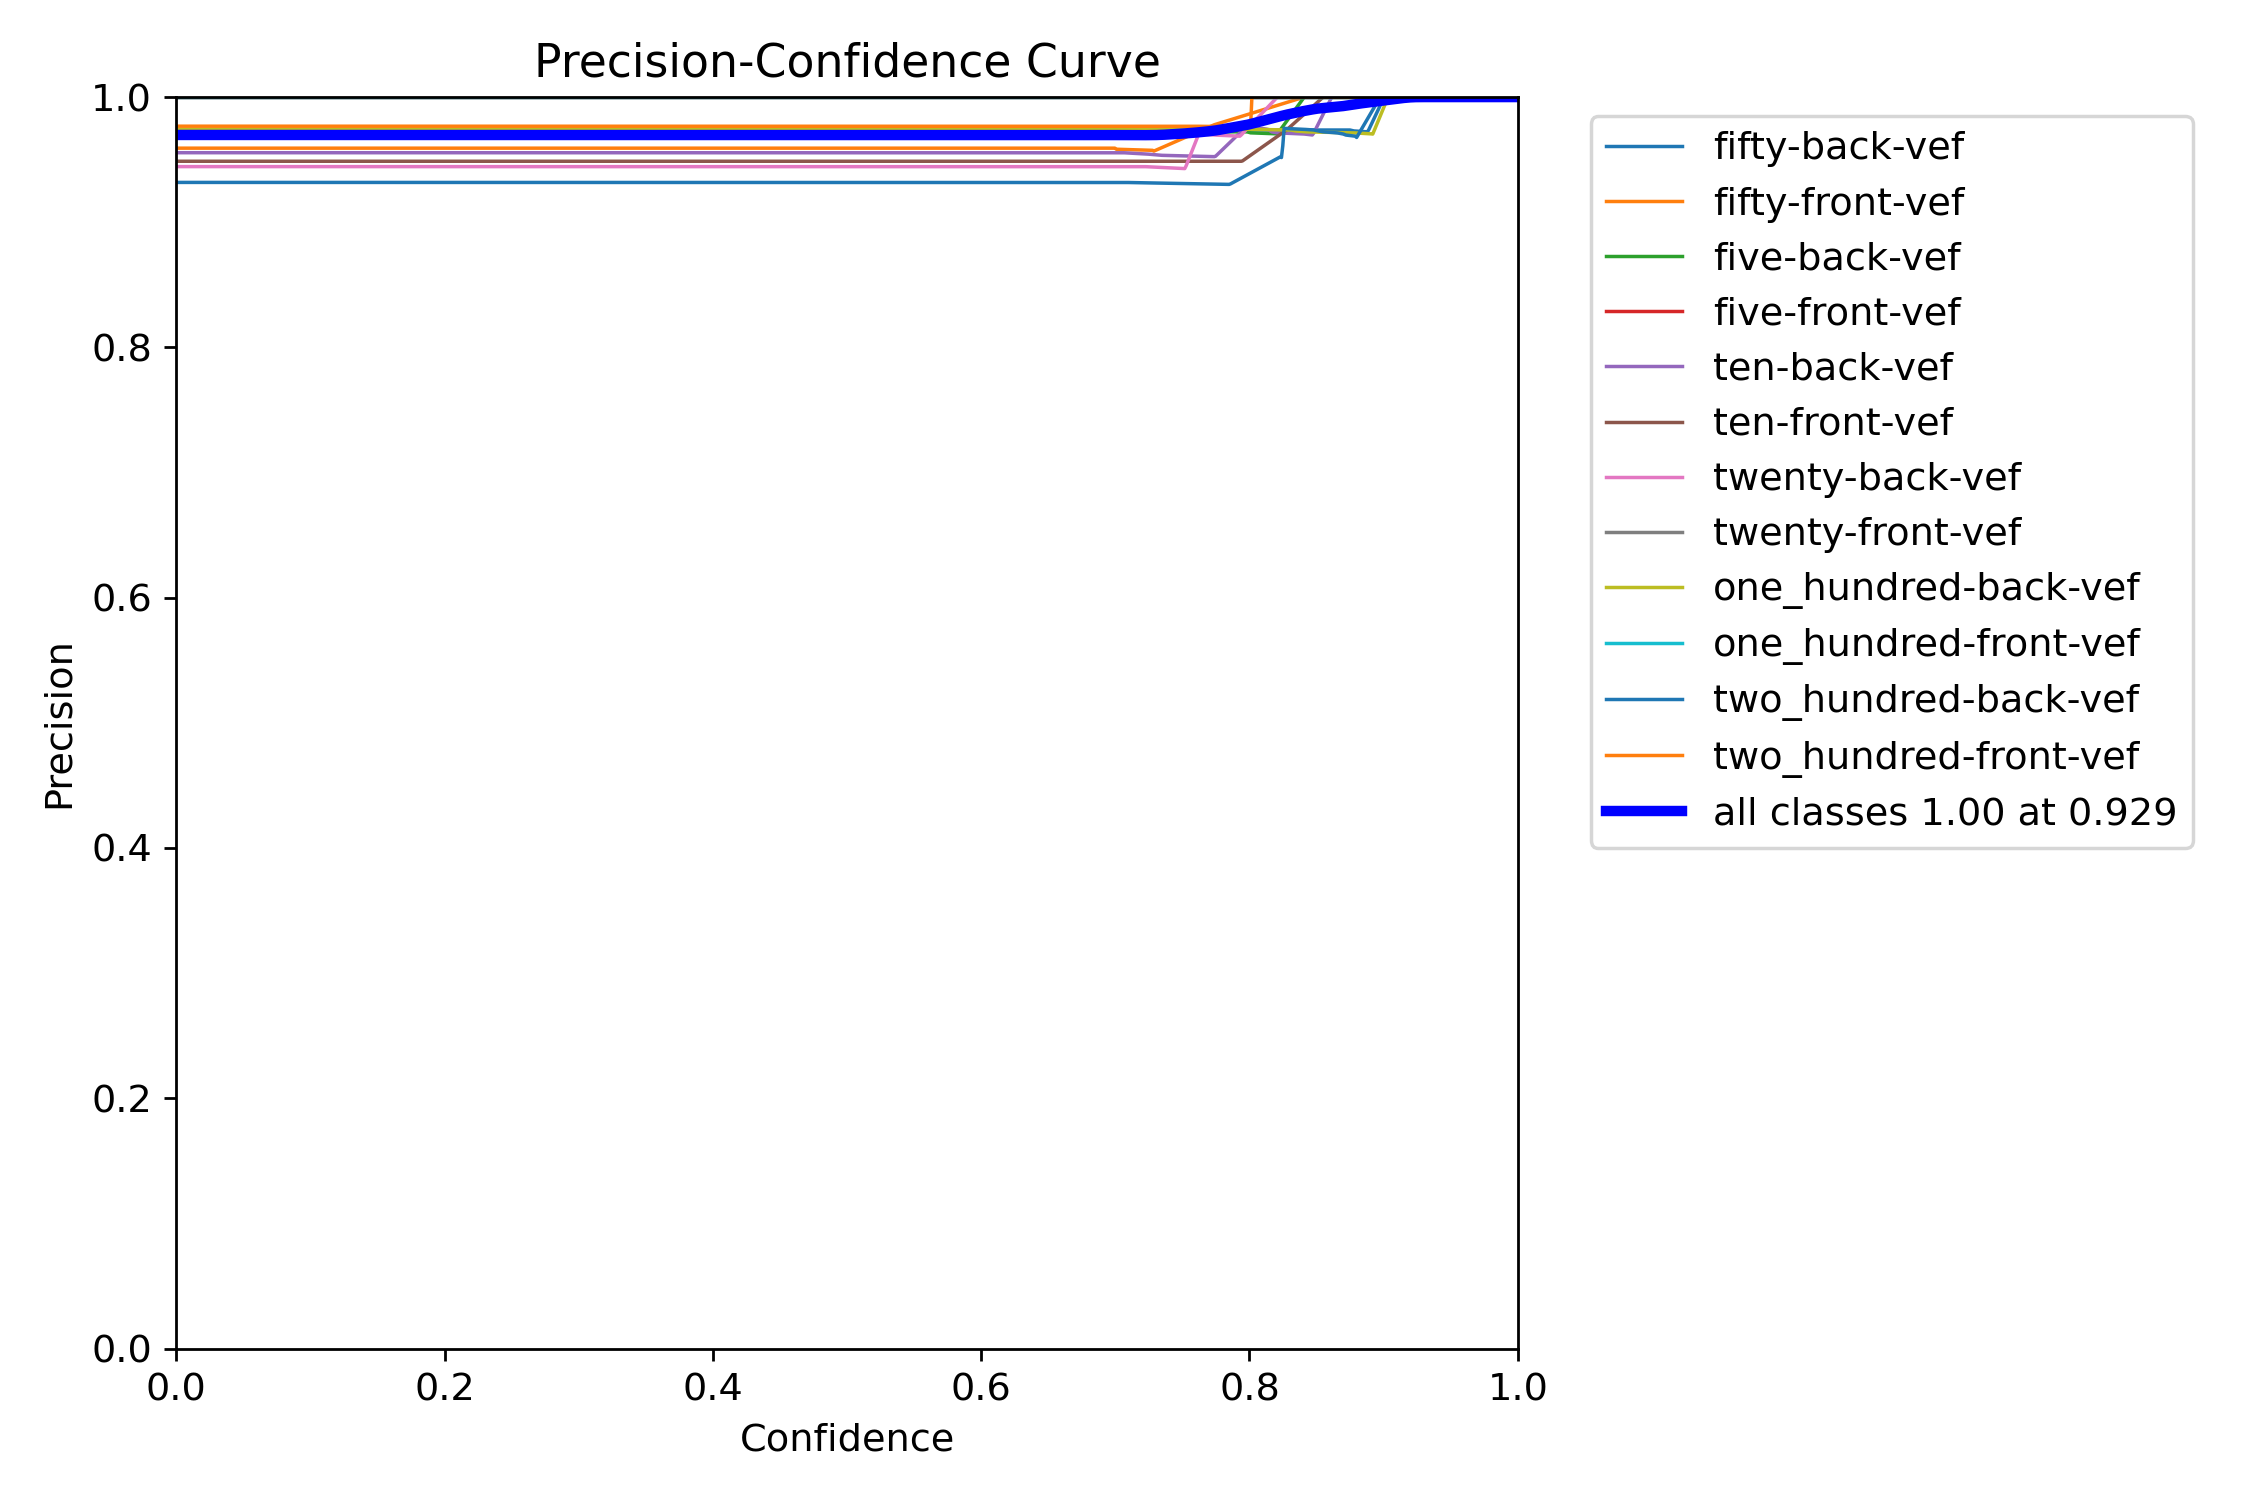 Precision-Confidence Curve
1.0
0.8
0.6
0.4
0.2
0.0
Precision
0.0 0.2 0.4 0.6 0.8 1.0
Confidence
fifty-back-vef
fifty-front-vef
five-back-vef
five-front-vef
ten-back-vef
ten-front-vef
twenty-back-vef
twenty-front-vef
one_hundred-back-vef
one_hundred-front-vef
two_hundred-back-vef
two_hundred-front-vef
all classes 1.00 at 0.929